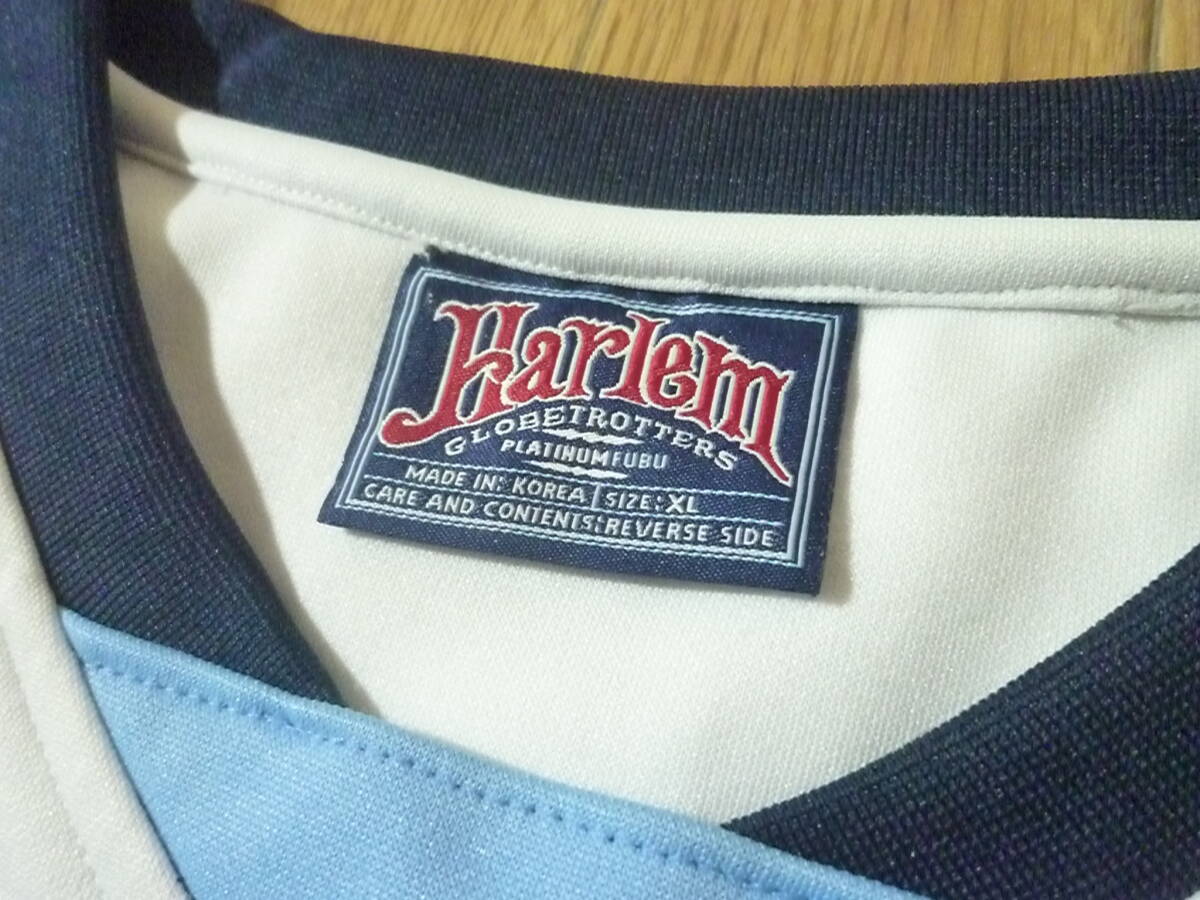 Harlem
GLOBETROTTERS
PLATINUMFUBU
MADE IN: KOREA | SIZE: XL
CARE AND CONTENTS: REVERSE SIDE